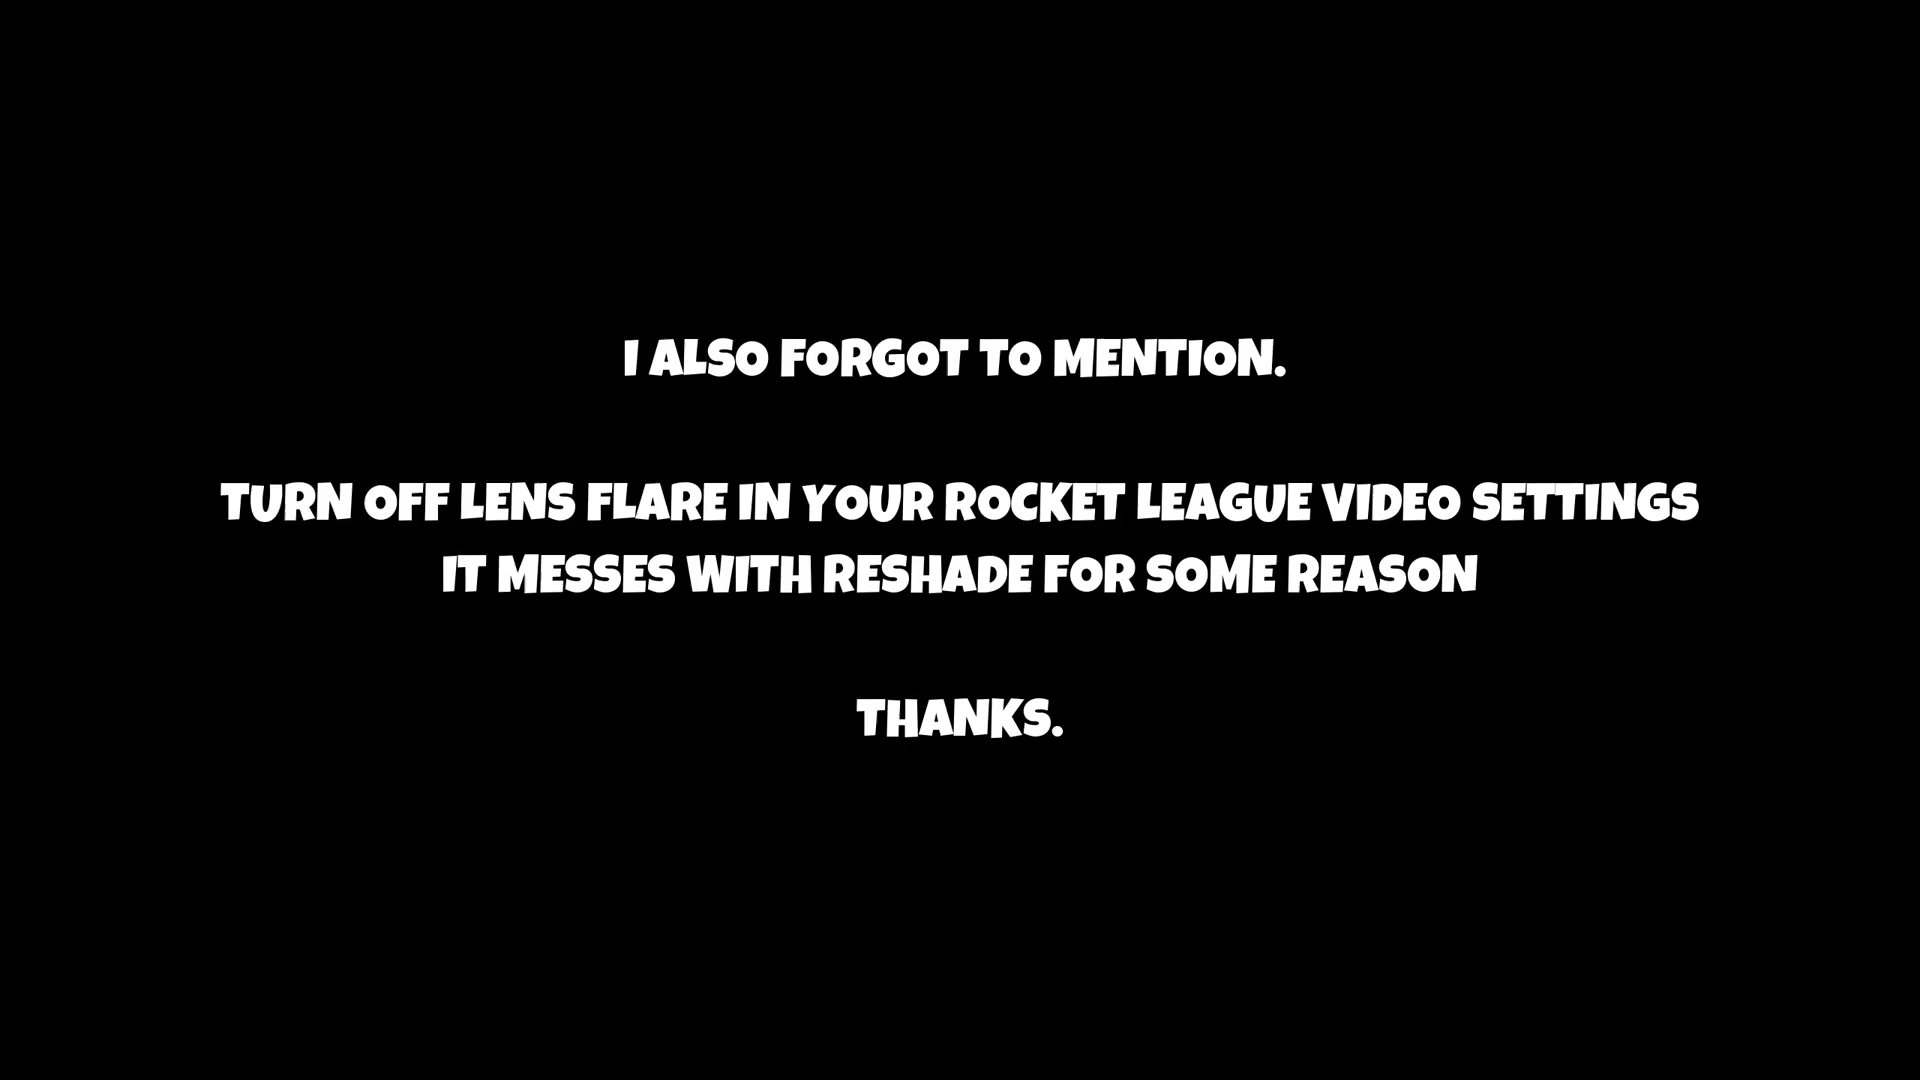 I ALSO FORGOT TO MENTION.
TURN OFF LENS FLARE IN YOUR ROCKET LEAGUE VIDEO SETTINGS
IT MESSES WITH RESHADE FOR SOME REASON
THANKS.